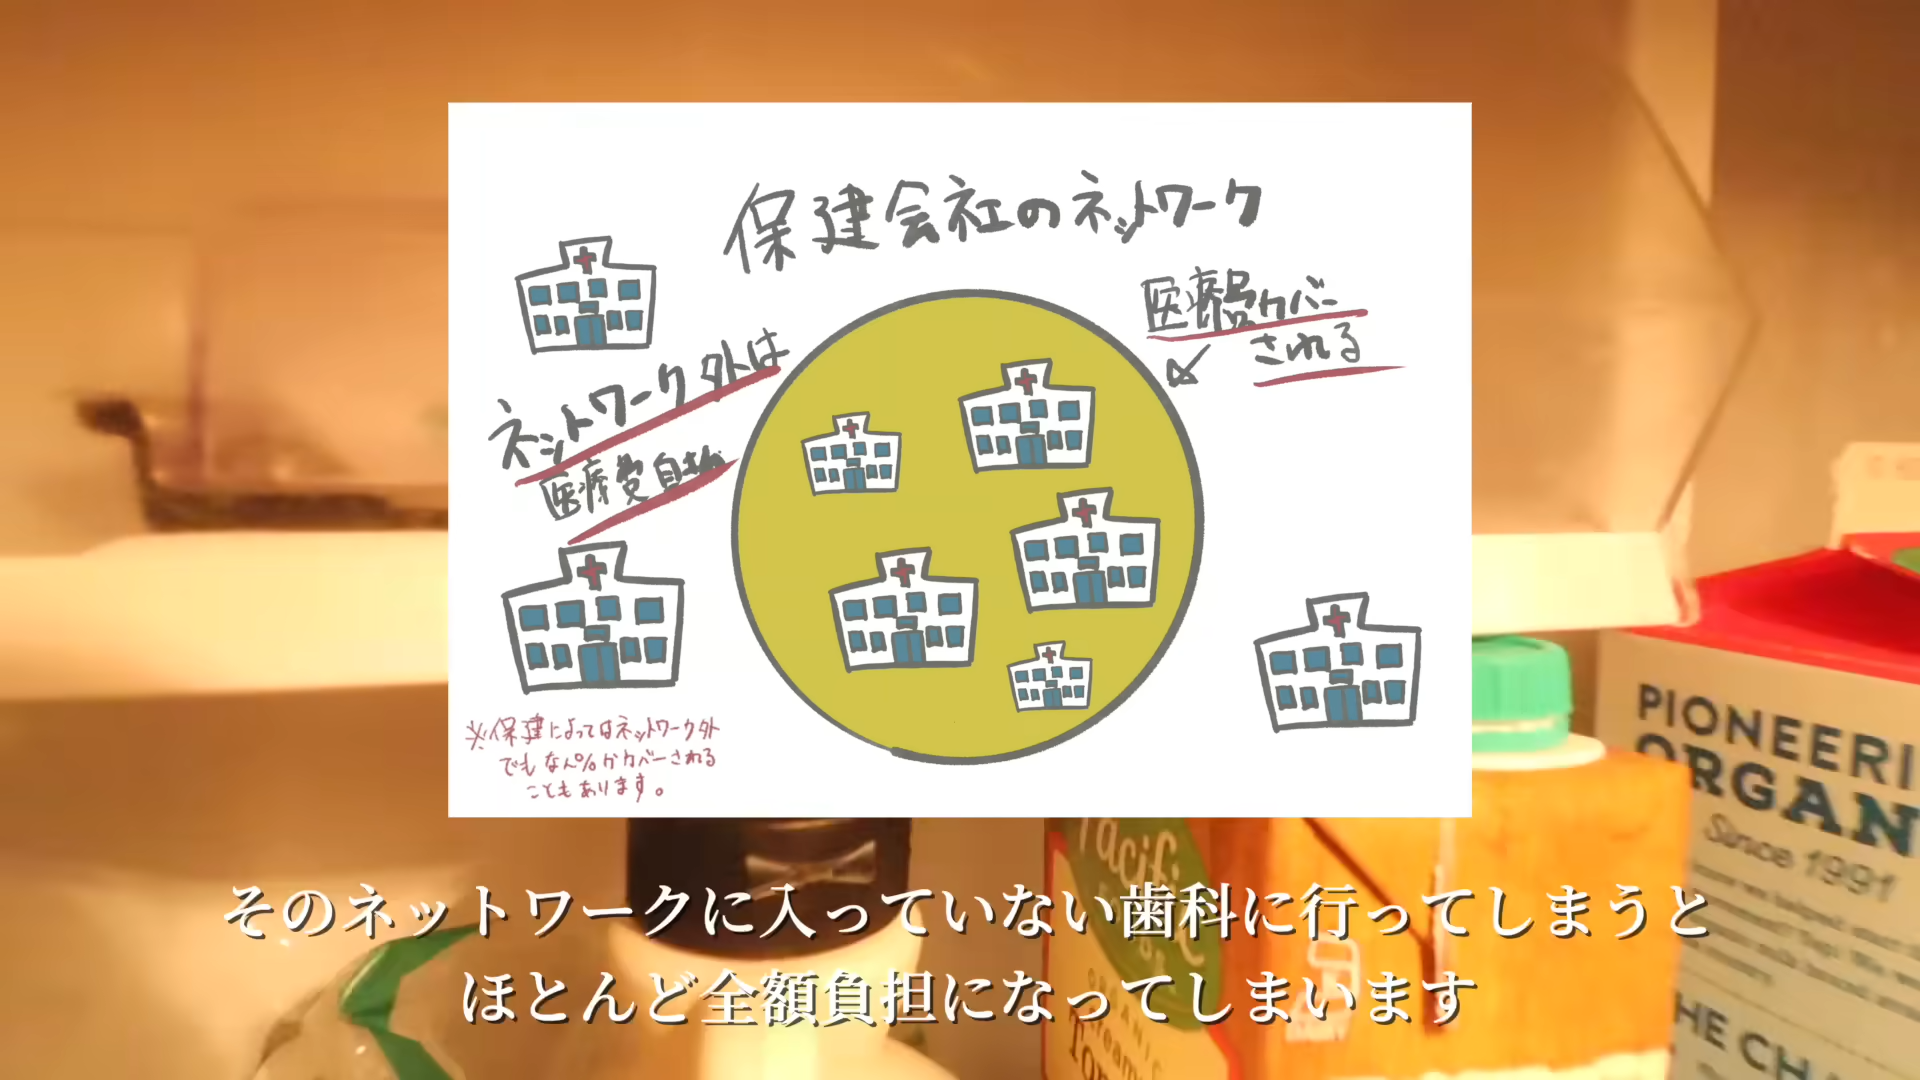 保建会社のネットワーク
医療費カバー
される
ネットワーク外は
医療費自払
※保建によってはネットワーク外
でもなん%かカバーされる
こともあります。
PIONEERI
ORGAN
Since 1991
HE CHA
Pacific
ORGANIC
Creamy
そのネットワークに入っていない歯科に行ってしまうと
ほとんど全額負担になってしまいます